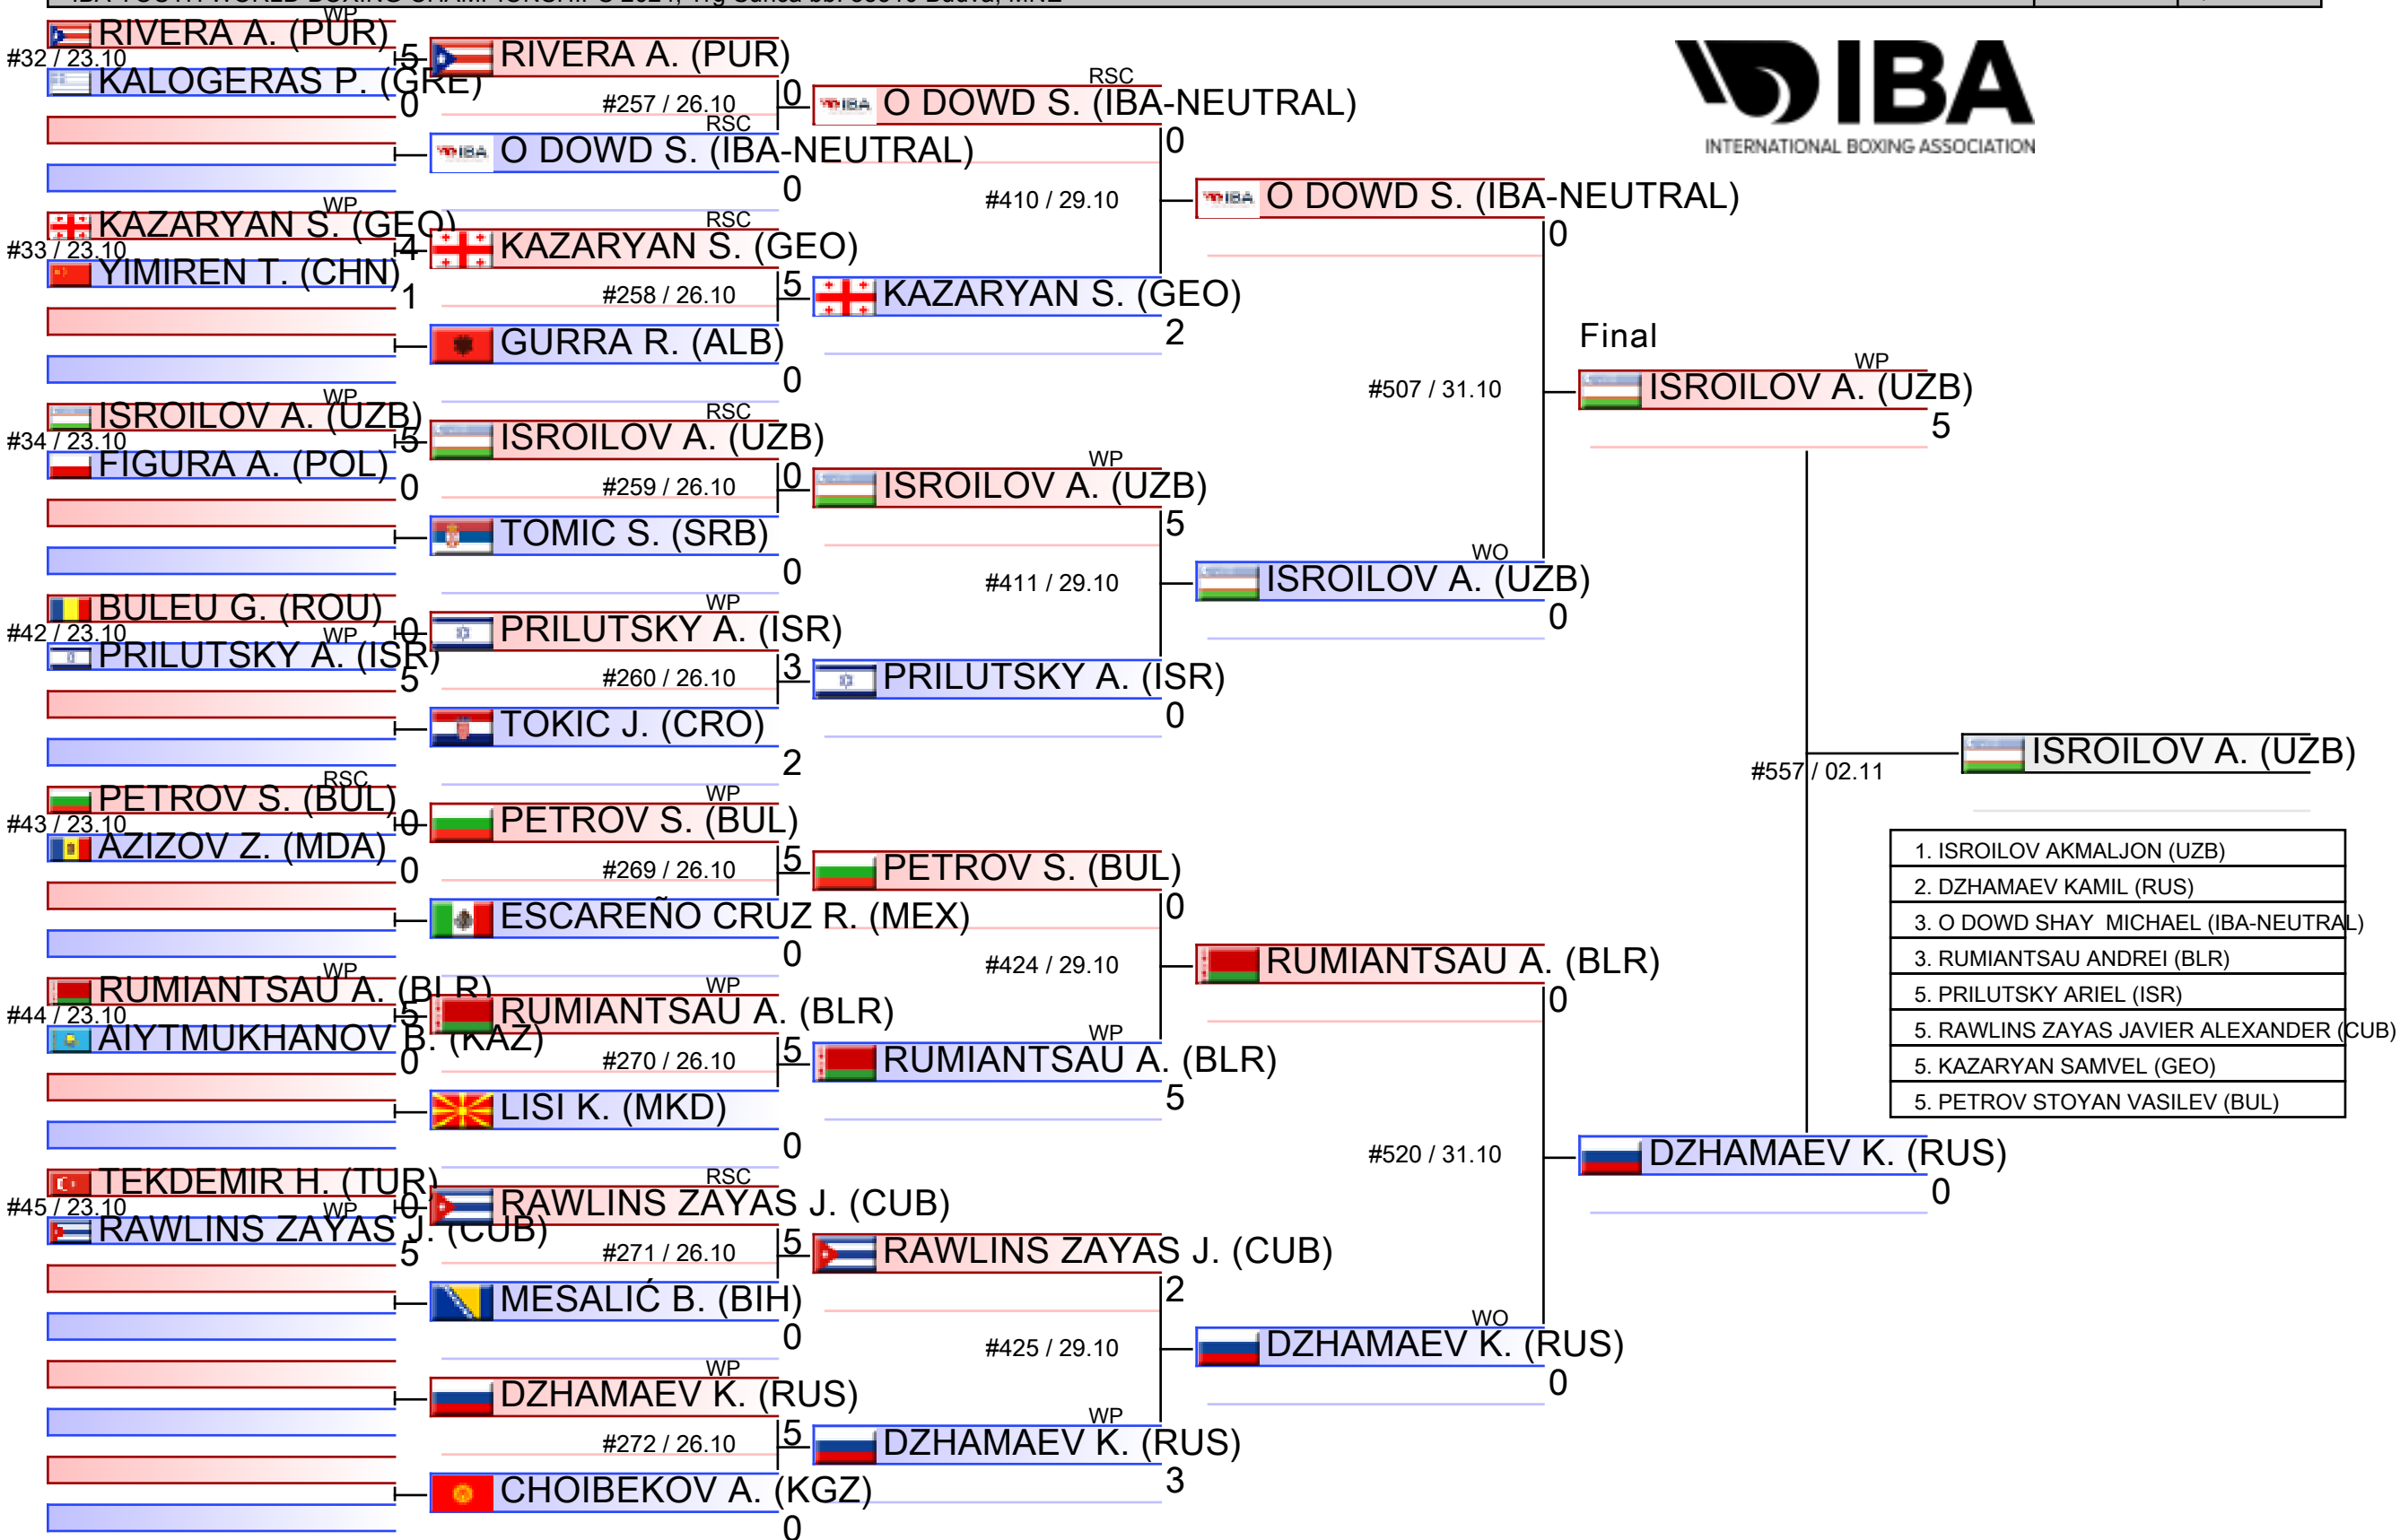 WP
RIVERA A. (PUR)
5
#32 / 23.10
KALOGERAS P. (GRE)
0
WP
KAZARYAN S. (GEO)
4
#33 / 23.10
YIMIREN T. (CHN)
1
WP
ISROILOV A. (UZB)
5
#34 / 23.10
FIGURA A. (POL)
0
BULEU G. (ROU)
0
#42 / 23.10
WP
PRILUTSKY A. (ISR)
5
RSC
PETROV S. (BUL)
0
#43 / 23.10
AZIZOV Z. (MDA)
0
WP
RUMIANTSAU A. (BLR)
5
#44 / 23.10
AIYTMUKHANOV B. (KAZ)
0
TEKDEMIR H. (TUR)
0
#45 / 23.10
WP
RAWLINS ZAYAS J. (CUB)
5
RIVERA A. (PUR)
0
#257 / 26.10
RSC
O DOWD S. (IBA-NEUTRAL)
0
RSC
KAZARYAN S. (GEO)
5
#258 / 26.10
GURRA R. (ALB)
0
RSC
ISROILOV A. (UZB)
0
#259 / 26.10
TOMIC S. (SRB)
0
WP
PRILUTSKY A. (ISR)
3
#260 / 26.10
TOKIC J. (CRO)
2
WP
PETROV S. (BUL)
5
#269 / 26.10
ESCAREÑO CRUZ R. (MEX)
0
WP
RUMIANTSAU A. (BLR)
5
#270 / 26.10
LISI K. (MKD)
0
RSC
RAWLINS ZAYAS J. (CUB)
5
#271 / 26.10
MESALIĆ B. (BIH)
0
WP
DZHAMAEV K. (RUS)
5
#272 / 26.10
CHOIBEKOV A. (KGZ)
0
RSC
O DOWD S. (IBA-NEUTRAL)
0
#410 / 29.10
KAZARYAN S. (GEO)
2
WP
ISROILOV A. (UZB)
5
#411 / 29.10
PRILUTSKY A. (ISR)
0
PETROV S. (BUL)
0
#424 / 29.10
WP
RUMIANTSAU A. (BLR)
5
RAWLINS ZAYAS J. (CUB)
2
#425 / 29.10
WP
DZHAMAEV K. (RUS)
3
O DOWD S. (IBA-NEUTRAL)
0
#507 / 31.10
WO
ISROILOV A. (UZB)
0
RUMIANTSAU A. (BLR)
0
#520 / 31.10
WO
DZHAMAEV K. (RUS)
0
Final
WP
ISROILOV A. (UZB)
5
#557 / 02.11
DZHAMAEV K. (RUS)
0
IBA
INTERNATIONAL BOXING ASSOCIATION
ISROILOV A. (UZB)
1. ISROILOV AKMALJON (UZB)
2. DZHAMAEV KAMIL (RUS)
3. O DOWD SHAY  MICHAEL (IBA-NEUTRAL)
3. RUMIANTSAU ANDREI (BLR)
5. PRILUTSKY ARIEL (ISR)
5. RAWLINS ZAYAS JAVIER ALEXANDER (CUB)
5. KAZARYAN SAMVEL (GEO)
5. PETROV STOYAN VASILEV (BUL)